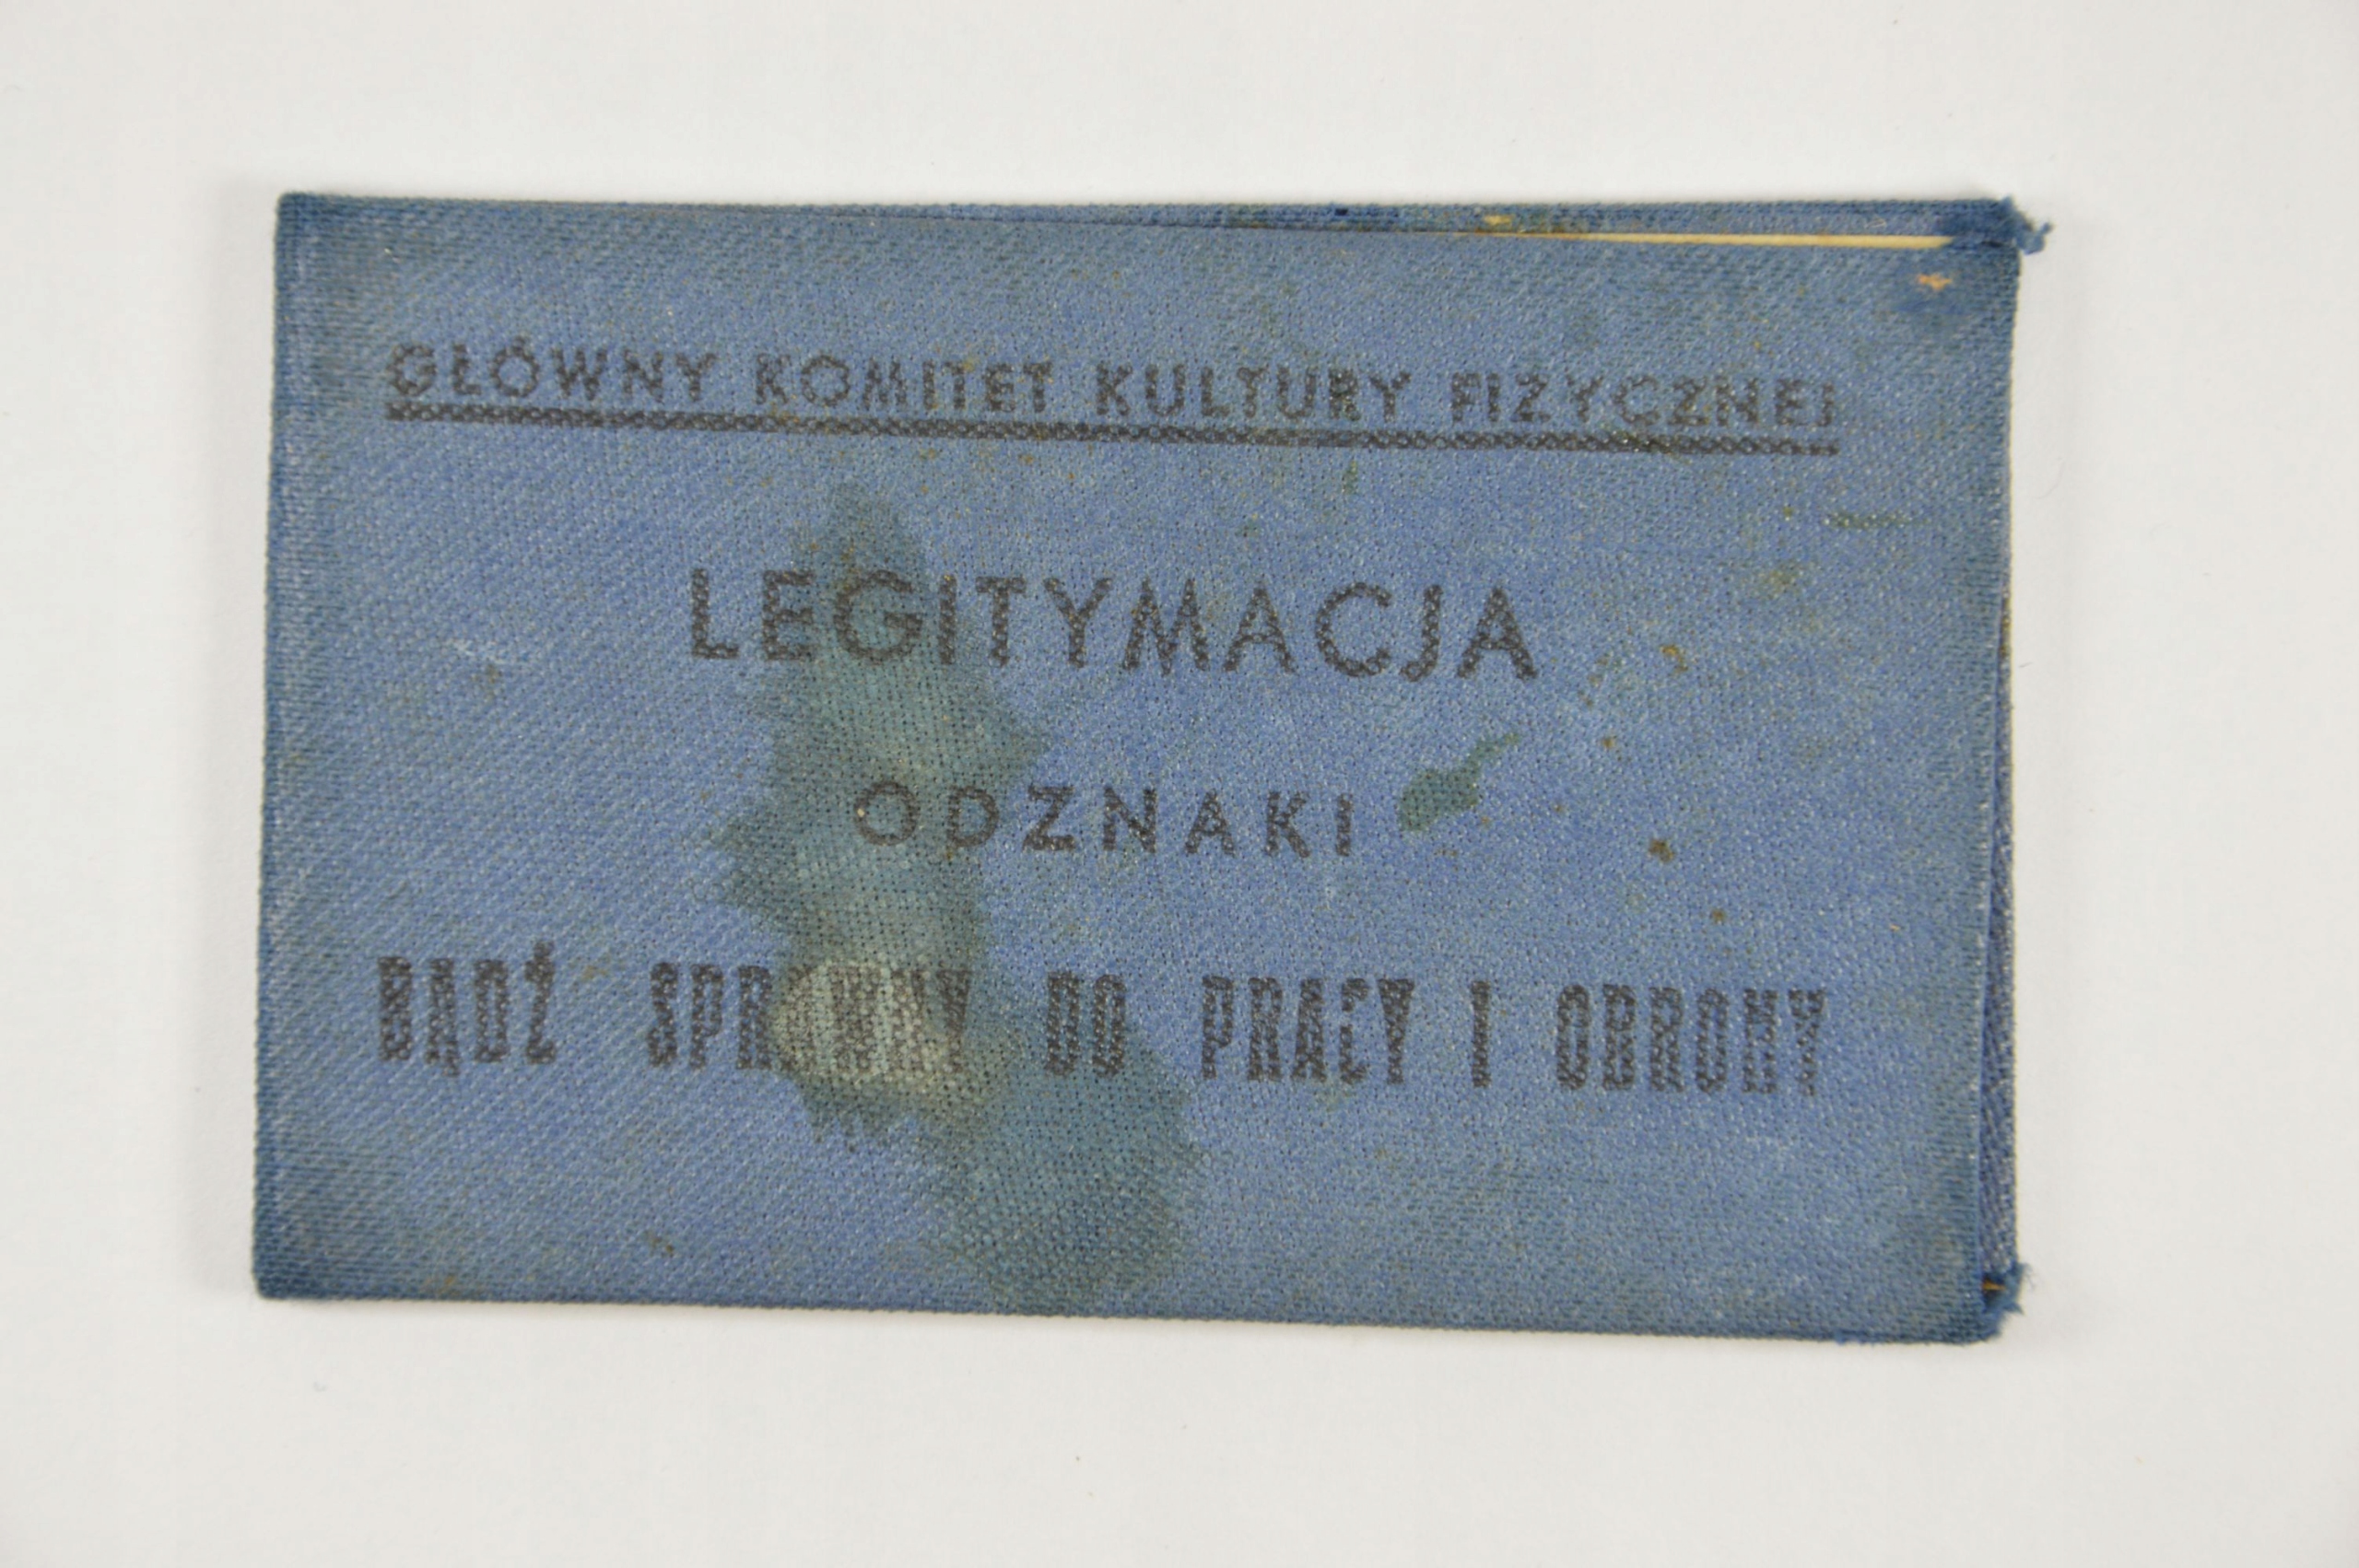 GŁÓWNY KOMITET KULTURY FIZYCZNEJ
LEGITYMACJA
ODZNAKI
BĄDŹ SPRAWNY DO PRACY I OBRONY